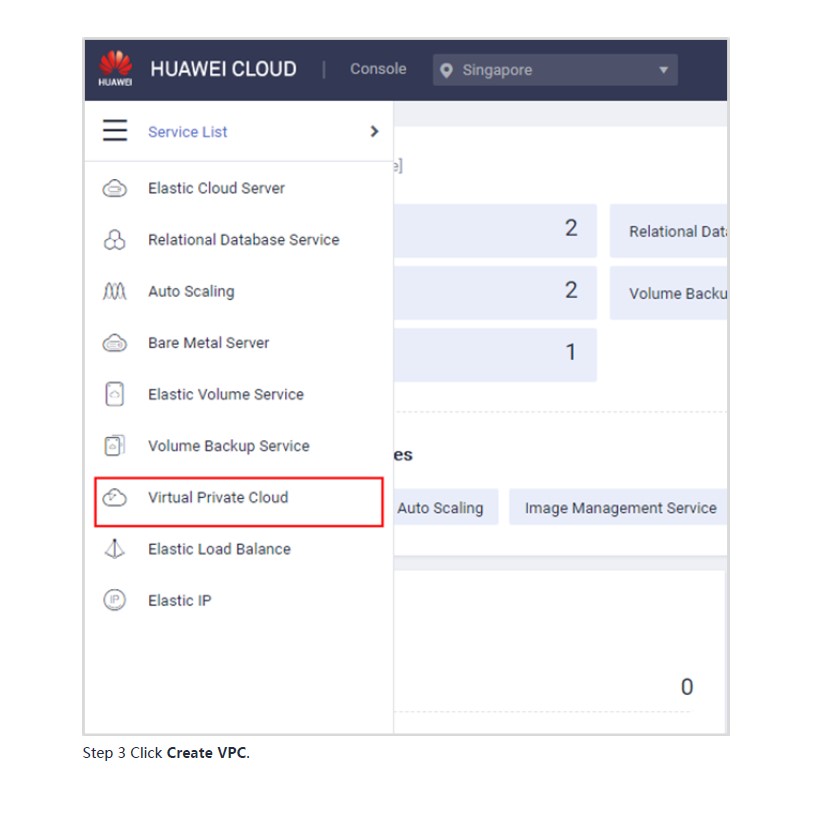 HUAWEI HUAWEI CLOUD | Console Singapore
Service List
e]
Elastic Cloud Server
2
Relational Data
Relational Database Service
Auto Scaling
2
Volume Backu
Bare Metal Server
1
Elastic Volume Service
Volume Backup Service
es
Virtual Private Cloud
Auto Scaling Image Management Service
Elastic Load Balance
IP Elastic IP
0
Step 3 Click Create VPC.